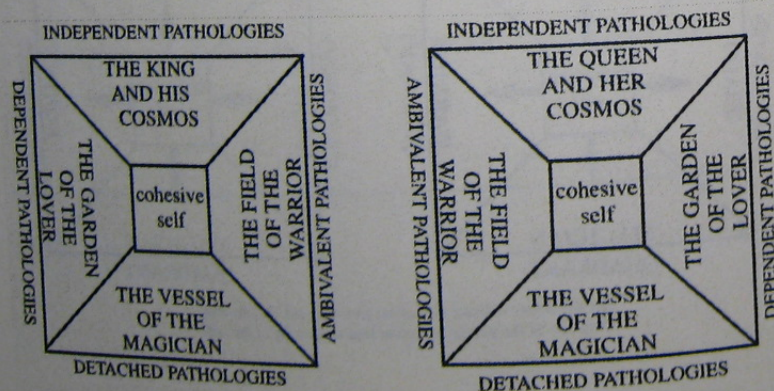 INDEPENDENT PATHOLOGIES
THE KING
AND HIS
COSMOS
DEPENDENT PATHOLOGIES
THE GARDEN
OF THE
LOVER
cohesive
self
THE FIELD
OF THE
WARRIOR
AMBIVALENT PATHOLOGIES
THE VESSEL
OF THE
MAGICIAN
DETACHED PATHOLOGIES
INDEPENDENT PATHOLOGIES
THE QUEEN
AND HER
COSMOS
AMBIVALENT PATHOLOGIES
THE FIELD
OF THE
WARRIOR
cohesive
self
THE GARDEN
OF THE
LOVER
DEPENDENT PATHOLOGIES
THE VESSEL
OF THE
MAGICIAN
DETACHED PATHOLOGIES